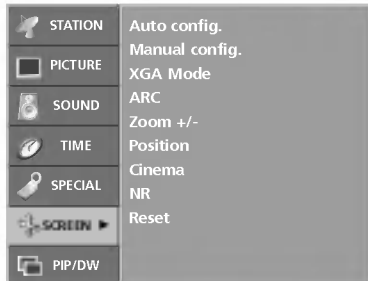 STATION
PICTURE
SOUND
TIME
SPECIAL
SCREEN
PIP/DW
Auto config.
Manual config.
XGA Mode
ARC
Zoom +/-
Position
Cinema
NR
Reset